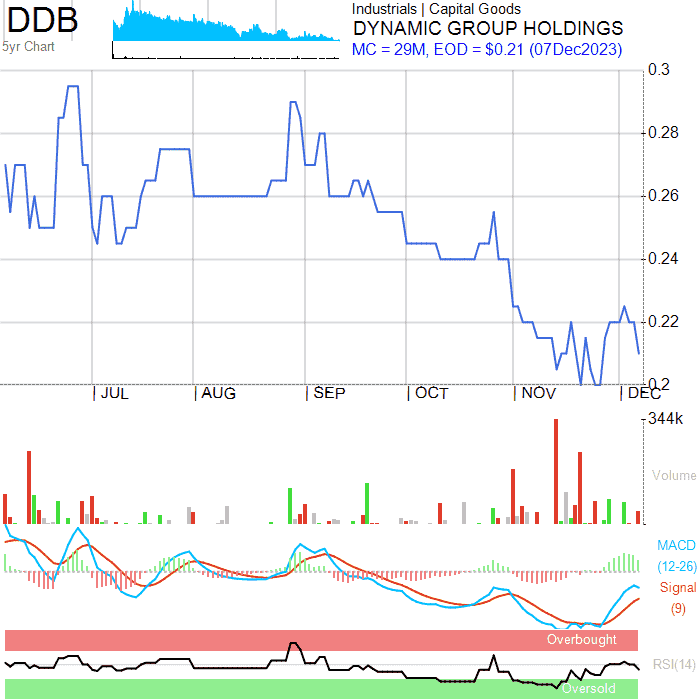 DDB
5yr Chart
Industrials | Capital Goods
DYNAMIC GROUP HOLDINGS
MC = 29M, EOD = $0.21 (07Dec2023)
0.3
0.28
0.26
0.24
0.22
0.2
JUL AUG SEP OCT NOV DEC
344k
Volume
MACD
(12-26)
Signal
(9)
Overbought
RSI(14)
Oversold